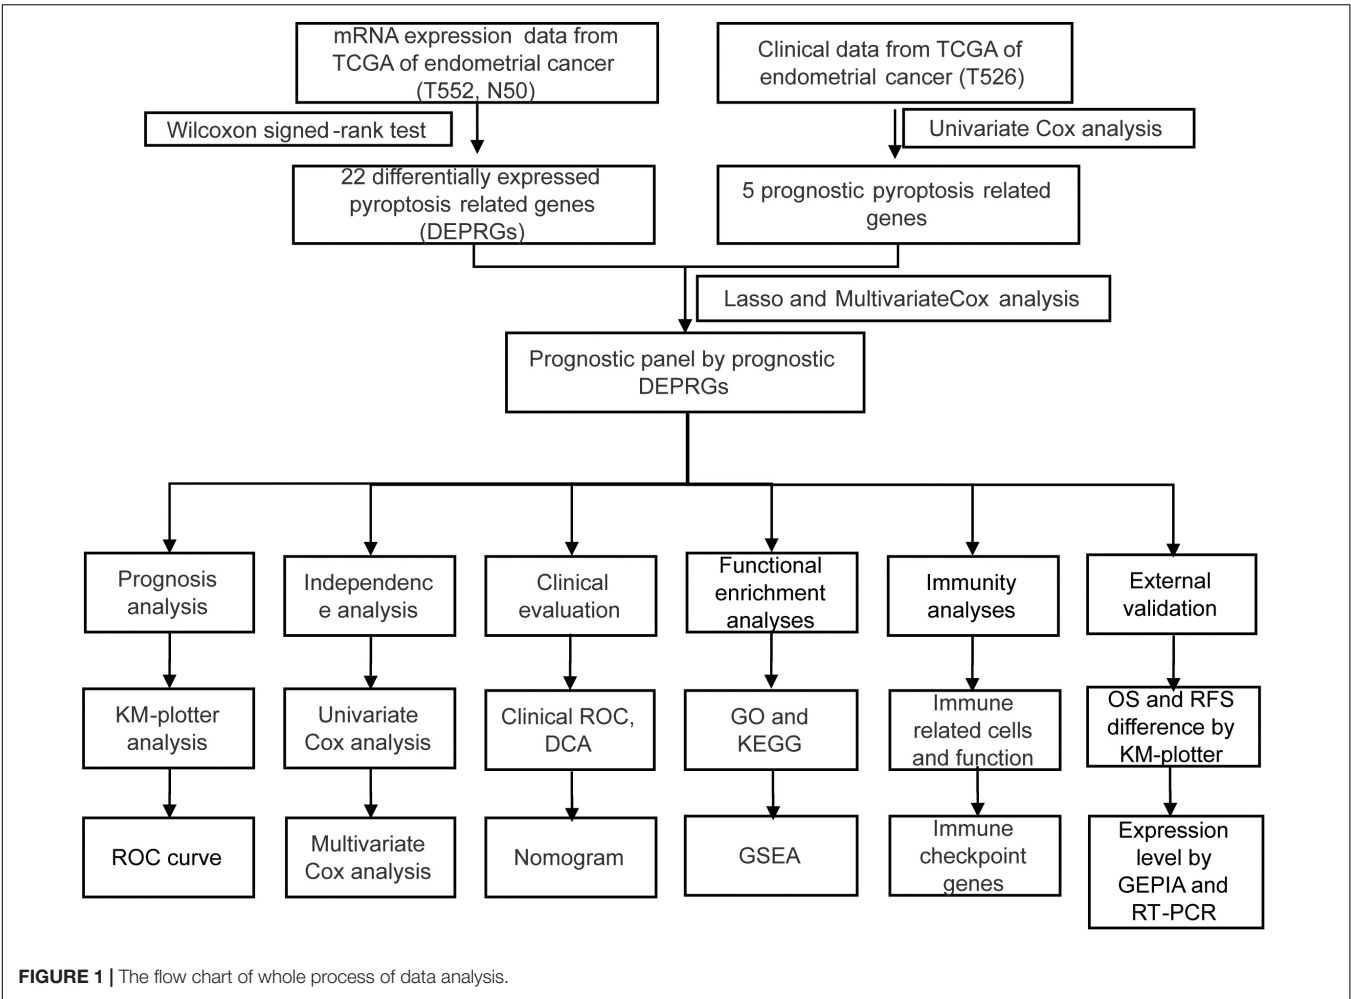 mRNA expression data from
TCGA of endometrial cancer
(T552, N50)
Clinical data from TCGA of
endometrial cancer (T526)
Wilcoxon signed-rank test
Univariate Cox analysis
22 differentially expressed
pyroptosis related genes
(DEPRGs)
5 prognostic pyroptosis related
genes
Lasso and MultivariateCox analysis
Prognostic panel by prognostic
DEPRGs
Prognosis
analysis
Independenc
e analysis
Clinical
evaluation
Functional
enrichment
analyses
Immunity
analyses
External
validation
KM-plotter
analysis
Univariate
Cox analysis
Clinical ROC,
DCA
GO and
KEGG
Immune
related cells
and function
OS and RFS
difference by
KM-plotter
ROC curve
Multivariate
Cox analysis
Nomogram
GSEA
Immune
checkpoint
genes
Expression
level by
GEPIA and
RT-PCR
FIGURE 1 | The flow chart of whole process of data analysis.